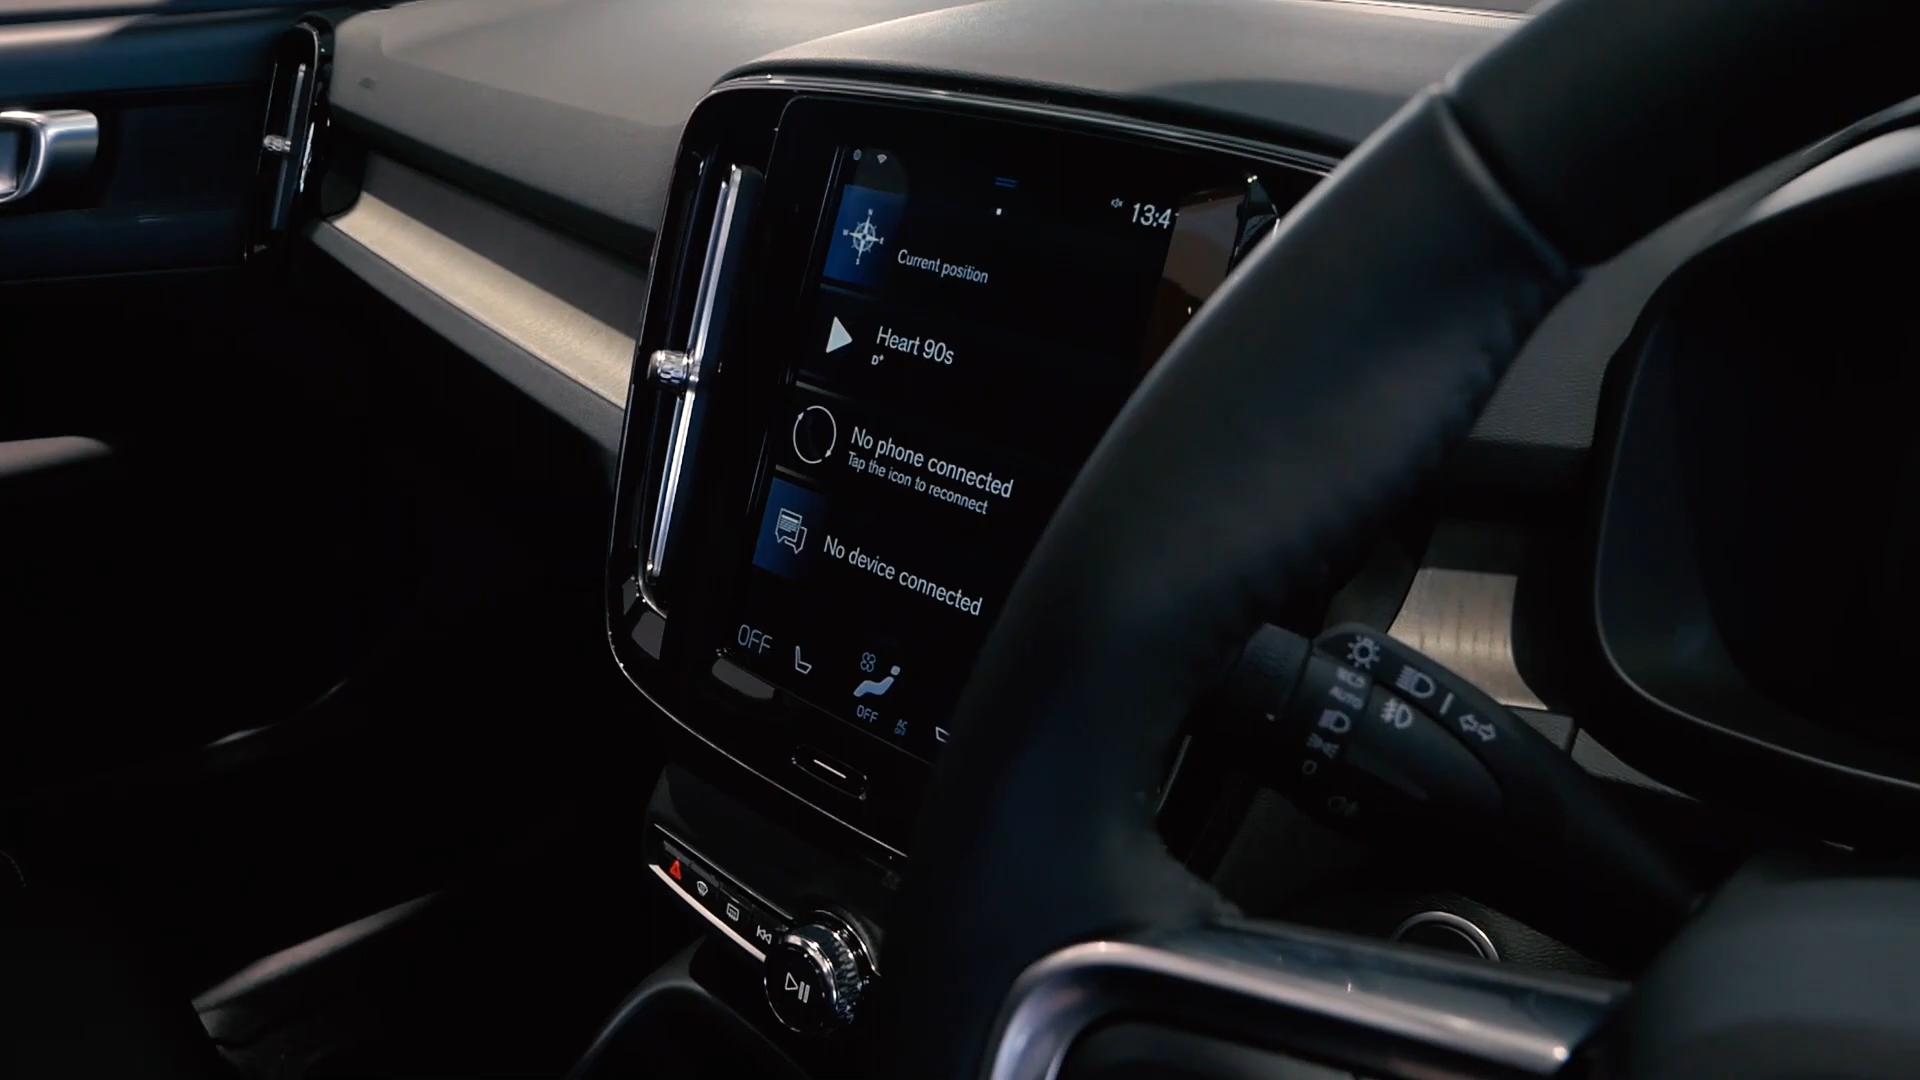 13:4
Current position
Heart 90s
D+
No phone connected
Tap the icon to reconnect
No device connected
OFF
OFF
AUTO